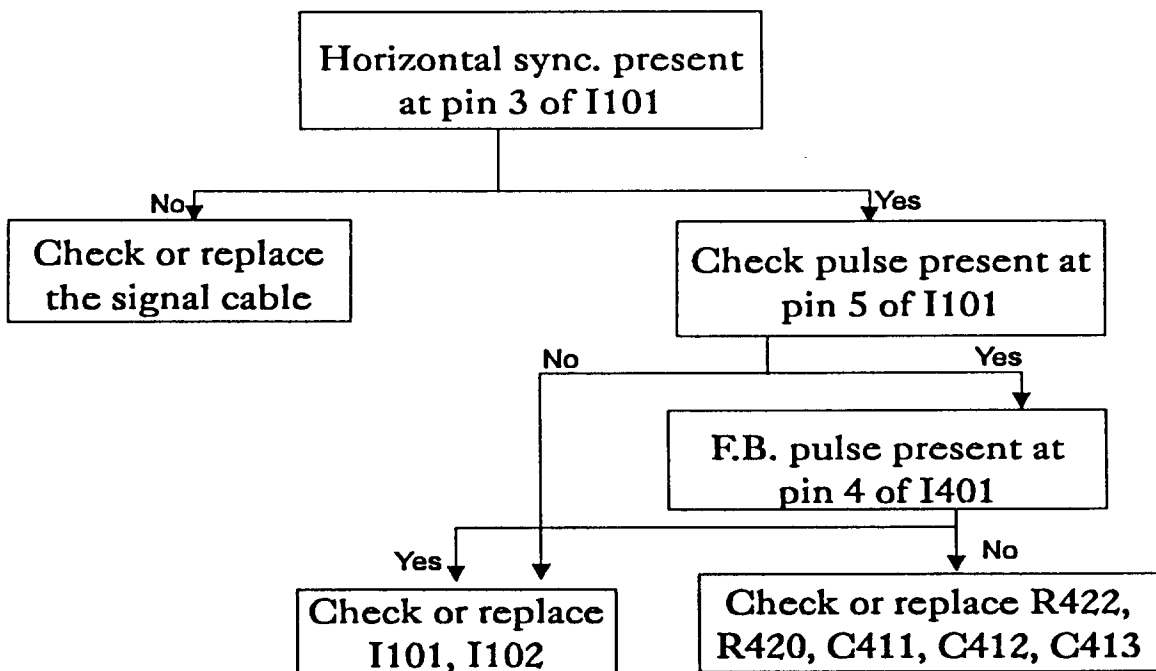 Horizontal sync. present
at pin 3 of I101
No
Yes
Check or replace
the signal cable
Check pulse present at
pin 5 of I101
No
Yes
F.B. pulse present at
pin 4 of I401
Yes
No
Check or replace
I101, I102
Check or replace R422,
R420, C411, C412, C413